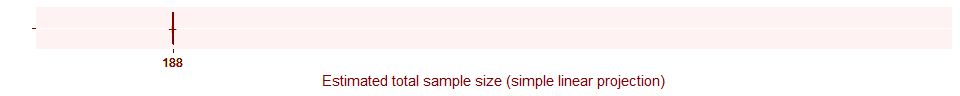 188
Estimated total sample size (simple linear projection)